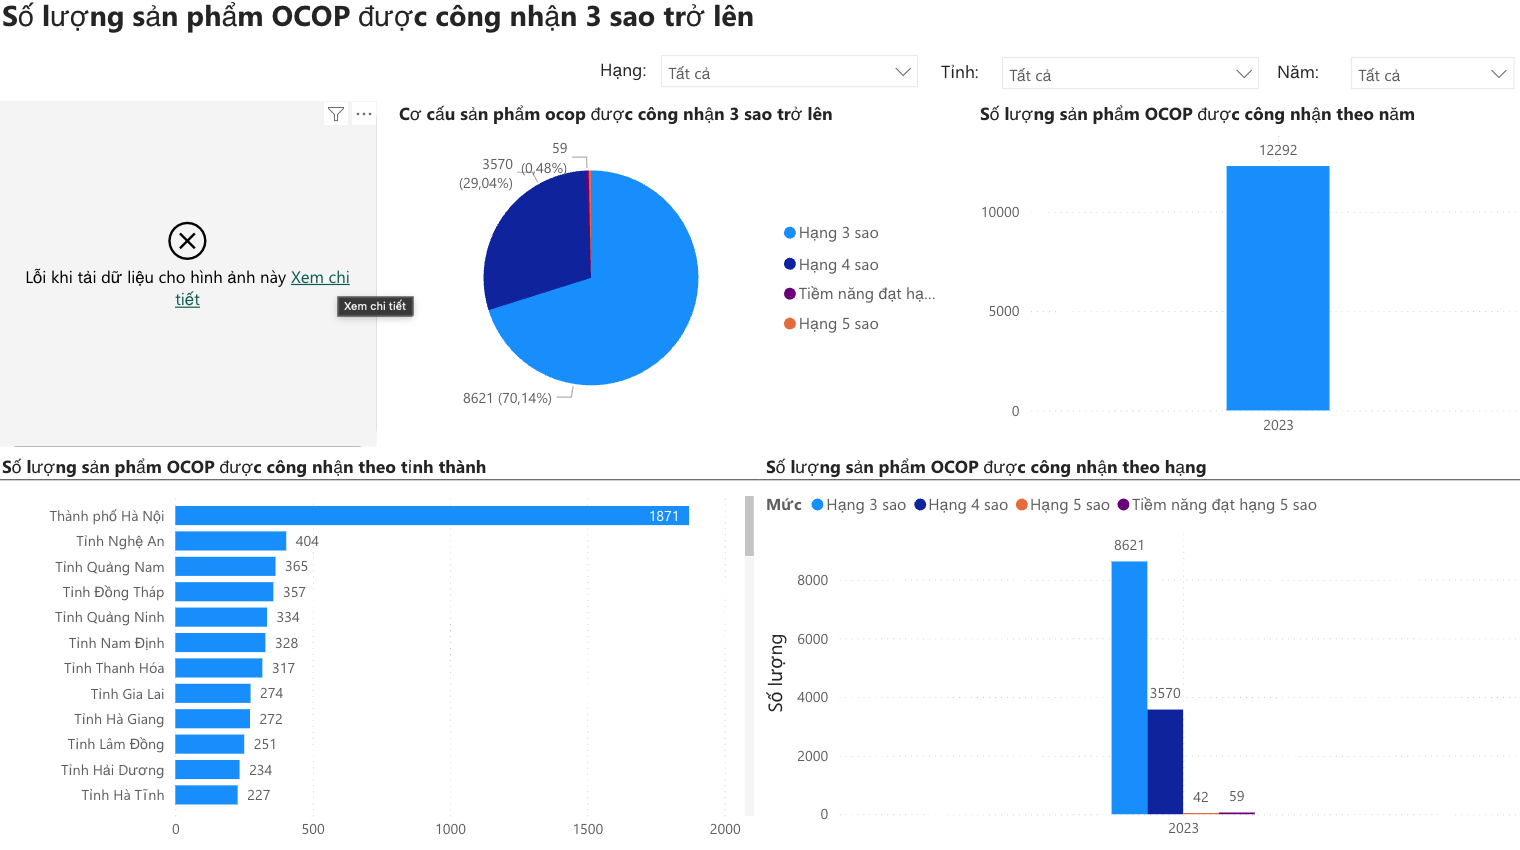 Số lượng sản phẩm OCOP được công nhận 3 sao trở lên
Hạng: Tất cả Tỉnh: Tất cả Năm: Tất cả
Lỗi khi tải dữ liệu cho hình ảnh này Xem chi
tiết
Xem chi tiết
Cơ cấu sản phẩm ocop được công nhận 3 sao trở lên
59
(0,48%)
3570
(29,04%)
8621 (70,14%)
Hạng 3 sao
Hạng 4 sao
Tiềm năng đạt hạ...
Hạng 5 sao
Số lượng sản phẩm OCOP được công nhận theo năm
12292
10000
5000
0
2023
Số lượng sản phẩm OCOP được công nhận theo tỉnh thành
Thành phố Hà Nội 1871
Tỉnh Nghệ An 404
Tỉnh Quảng Nam 365
Tỉnh Đồng Tháp 357
Tỉnh Quảng Ninh 334
Tỉnh Nam Định 328
Tỉnh Thanh Hóa 317
Tỉnh Gia Lai 274
Tỉnh Hà Giang 272
Tỉnh Lâm Đồng 251
Tỉnh Hải Dương 234
Tỉnh Hà Tĩnh 227
0 500 1000 1500 2000
Số lượng sản phẩm OCOP được công nhận theo hạng
Mức Hạng 3 sao Hạng 4 sao Hạng 5 sao Tiềm năng đạt hạng 5 sao
Số lượng
8621
8000
6000
4000
3570
2000
42
59
0
2023